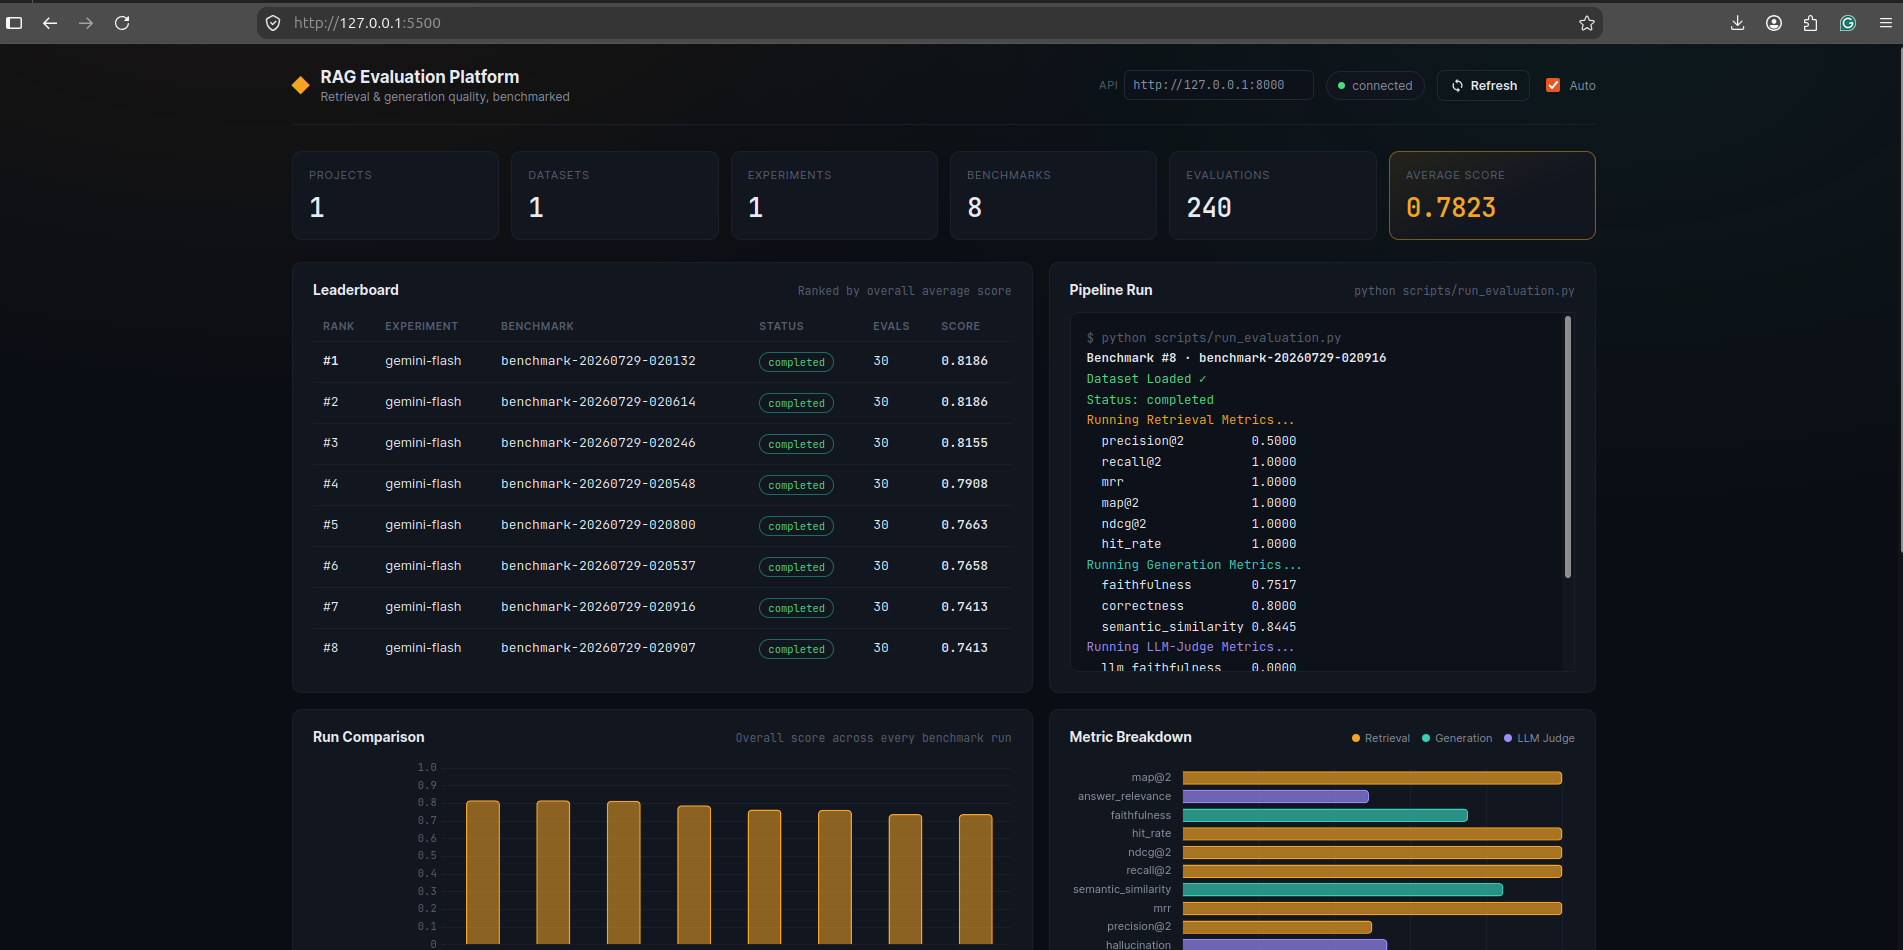 http://127.0.0.1:5500
RAG Evaluation Platform
Retrieval & generation quality, benchmarked
API
http://127.0.0.1:8000
connected
Refresh
Auto
PROJECTS
1
DATASETS
1
EXPERIMENTS
1
BENCHMARKS
8
EVALUATIONS
240
AVERAGE SCORE
0.7823
Leaderboard
Ranked by overall average score
RANK EXPERIMENT BENCHMARK STATUS EVALS SCORE
#1 gemini-flash benchmark-20260729-020132 completed 30 0.8186
#2 gemini-flash benchmark-20260729-020614 completed 30 0.8186
#3 gemini-flash benchmark-20260729-020246 completed 30 0.8155
#4 gemini-flash benchmark-20260729-020548 completed 30 0.7908
#5 gemini-flash benchmark-20260729-020800 completed 30 0.7663
#6 gemini-flash benchmark-20260729-020537 completed 30 0.7658
#7 gemini-flash benchmark-20260729-020916 completed 30 0.7413
#8 gemini-flash benchmark-20260729-020907 completed 30 0.7413
Pipeline Run
python scripts/run_evaluation.py
$ python scripts/run_evaluation.py
Benchmark #8 · benchmark-20260729-020916
Dataset Loaded ✓
Status: completed
Running Retrieval Metrics...
precision@2 0.5000
recall@2 1.0000
mrr 1.0000
map@2 1.0000
ndcg@2 1.0000
hit_rate 1.0000
Running Generation Metrics...
faithfulness 0.7517
correctness 0.8000
semantic_similarity 0.8445
Running LLM-Judge Metrics...
llm_faithfulness 0.0000
Run Comparison
Overall score across every benchmark run
1.0
0.9
0.8
0.7
0.6
0.5
0.4
0.3
0.2
0.1
0
Metric Breakdown
Retrieval Generation LLM Judge
map@2
answer_relevance
faithfulness
hit_rate
ndcg@2
recall@2
semantic_similarity
mrr
precision@2
hallucination